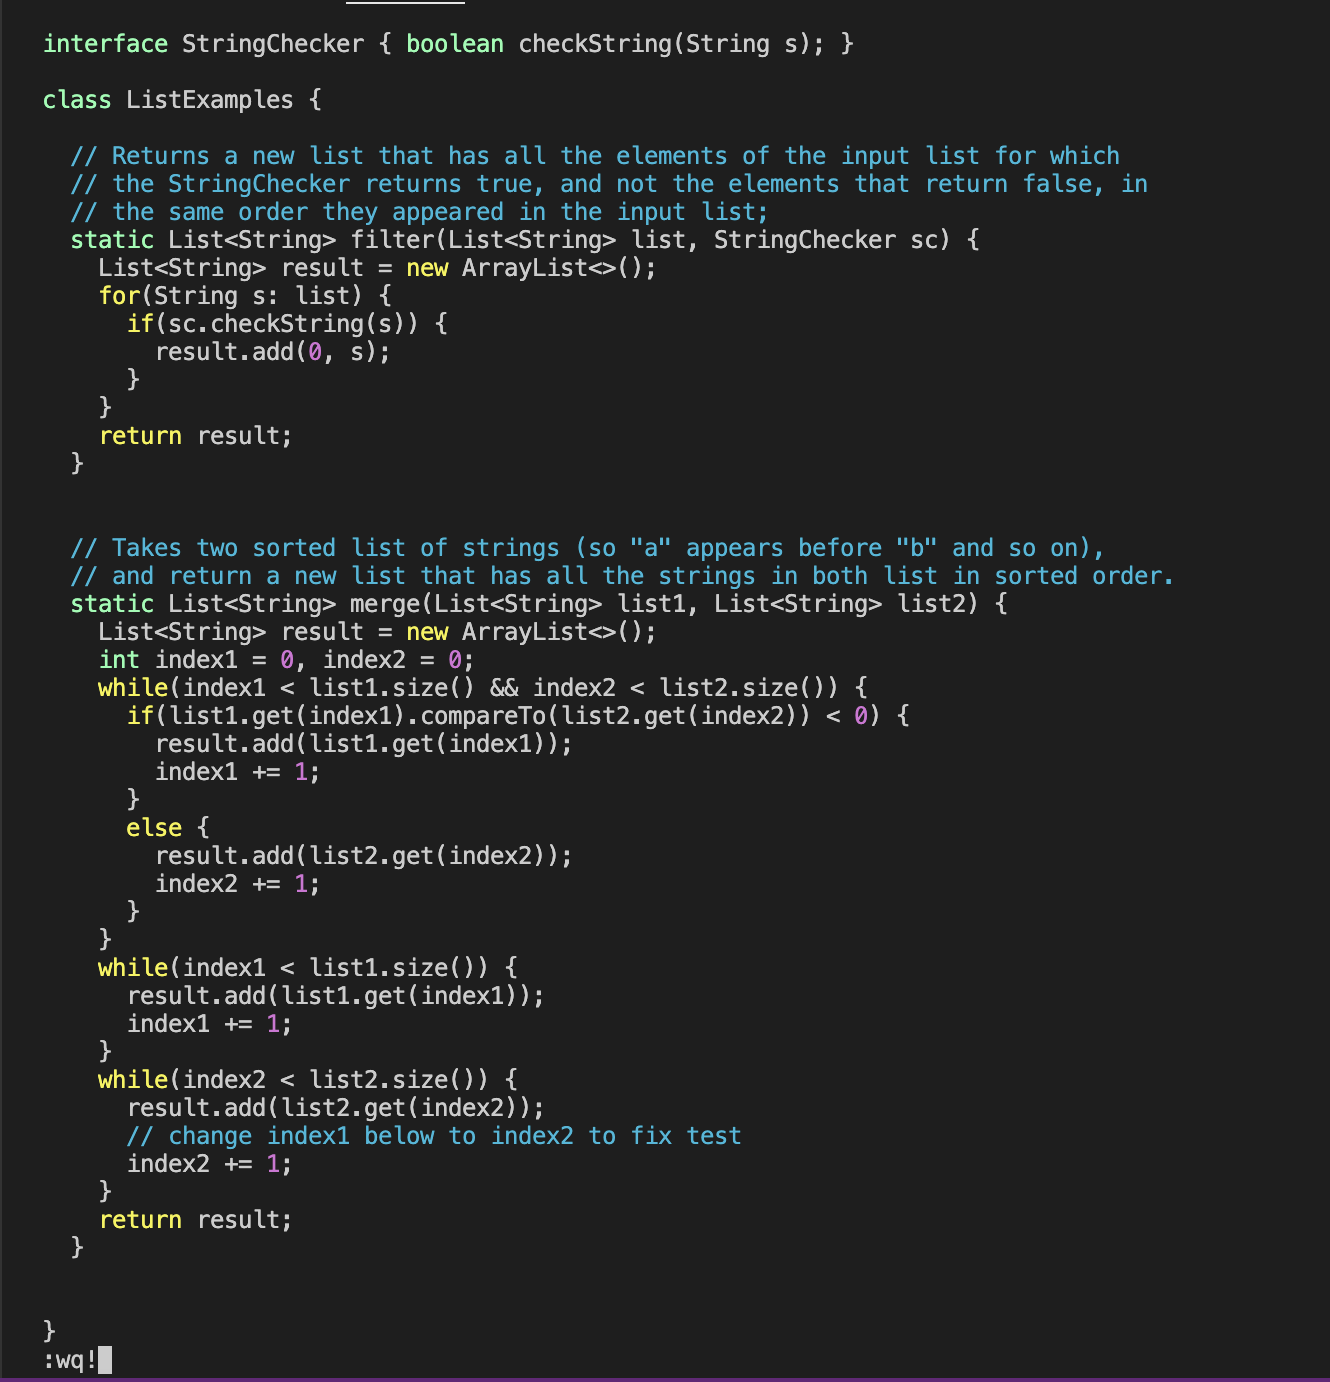 interface StringChecker { boolean checkString(String s); }
class ListExamples {
// Returns a new list that has all the elements of the input list for which
// the StringChecker returns true, and not the elements that return false, in
// the same order they appeared in the input list;
static List<String> filter(List<String> list, StringChecker sc) {
List<String> result = new ArrayList<>();
for(String s: list) {
if(sc.checkString(s)) {
result.add(0, s);
}
}
return result;
}
// Takes two sorted list of strings (so "a" appears before "b" and so on),
// and return a new list that has all the strings in both list in sorted order.
static List<String> merge(List<String> list1, List<String> list2) {
List<String> result = new ArrayList<>();
int index1 = 0, index2 = 0;
while(index1 < list1.size() && index2 < list2.size()) {
if(list1.get(index1).compareTo(list2.get(index2)) < 0) {
result.add(list1.get(index1));
index1 += 1;
}
else {
result.add(list2.get(index2));
index2 += 1;
}
}
while(index1 < list1.size()) {
result.add(list1.get(index1));
index1 += 1;
}
while(index2 < list2.size()) {
result.add(list2.get(index2));
// change index1 below to index2 to fix test
index2 += 1;
}
return result;
}
}
:wq!